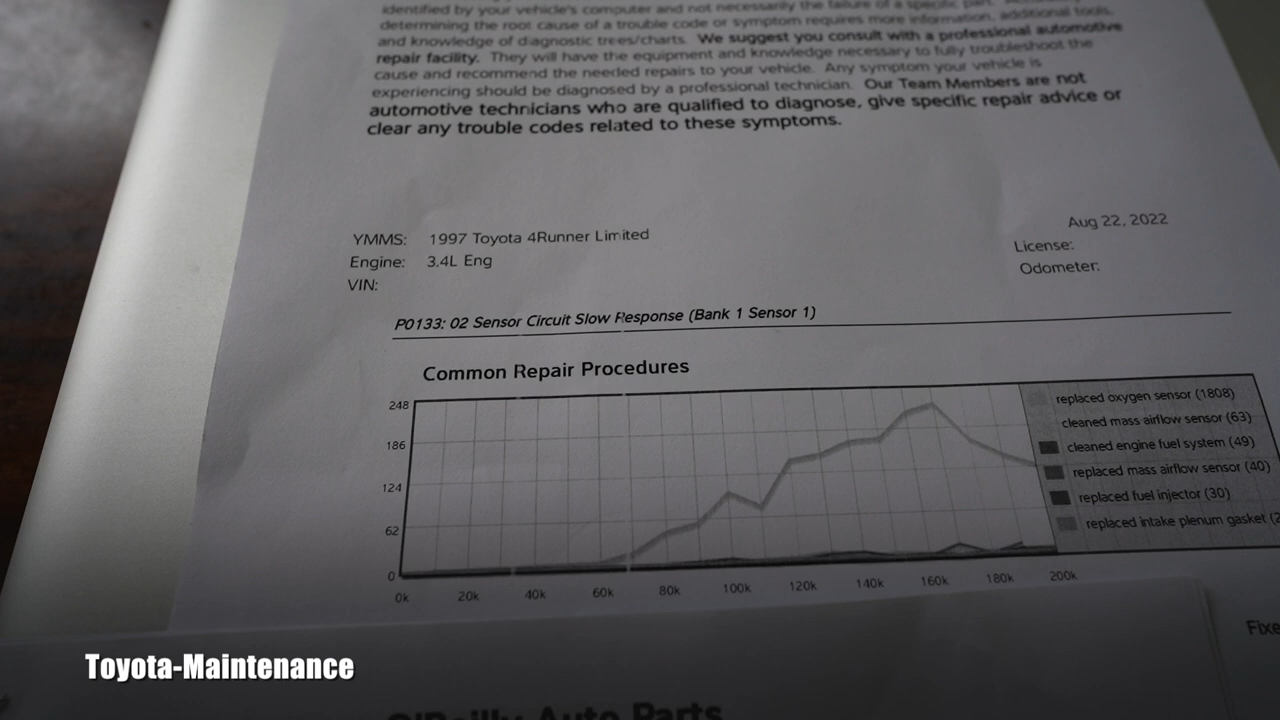 identified by your vehicle's computer and not necessarily the failure of a specific part.
determining the root cause of a trouble code or symptom requires more information, additional tools,
and knowledge of diagnostic trees/charts. We suggest you consult with a professional automotive
repair facility. They will have the equipment and knowledge necessary to fully troubleshoot the
cause and recommend the needed repairs to your vehicle. Any symptom your vehicle is
experiencing should be diagnosed by a professional technician. Our Team Members are not
automotive technicians who are qualified to diagnose, give specific repair advice or
clear any trouble codes related to these symptoms.
Aug 22, 2022
YMMS: 1997 Toyota 4Runner Limited
License:
Engine: 3.4L Eng
Odometer:
VIN:
P0133: 02 Sensor Circuit Slow Response (Bank 1 Sensor 1)
Common Repair Procedures
248
186
124
62
0
0k 20k 40k 60k 80k 100k 120k 140k 160k 180k 200k
replaced oxygen sensor (1808)
cleaned mass airflow sensor (63)
cleaned engine fuel system (49)
replaced mass airflow sensor (40)
replaced fuel injector (30)
replaced intake plenum gasket (2
Fixe
Toyota-Maintenance
O'Reilly Auto Parts